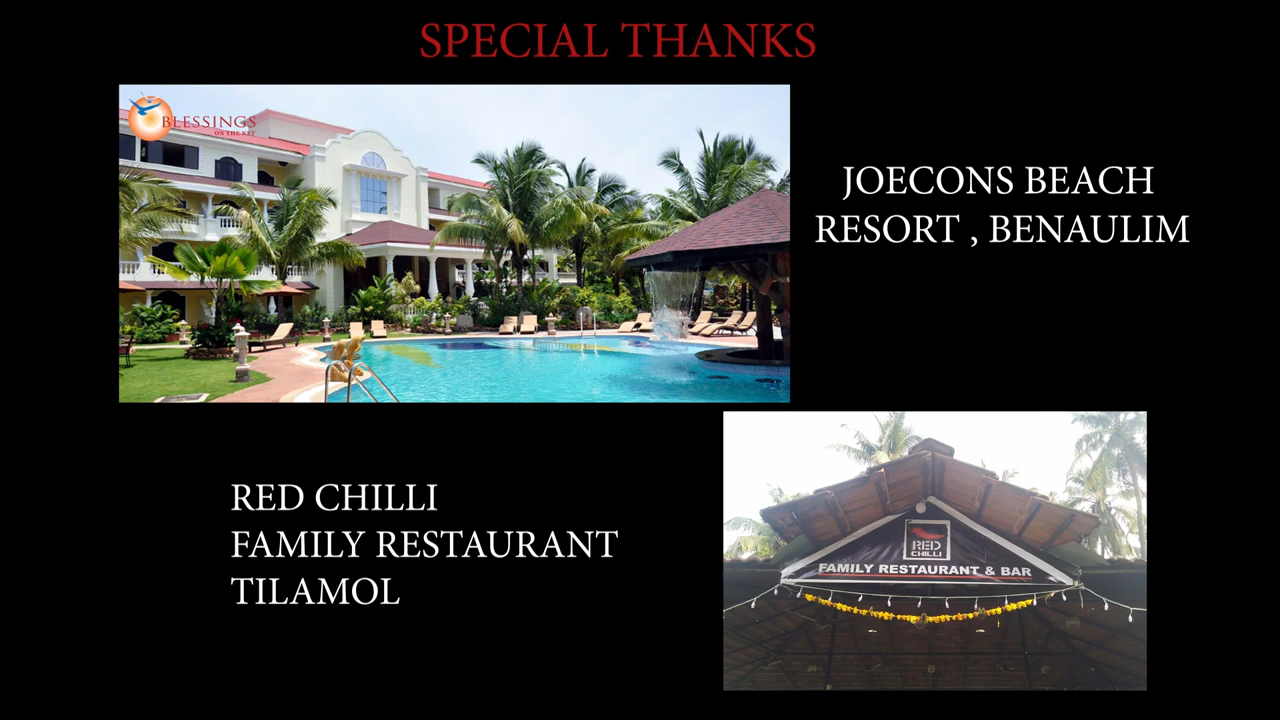 SPECIAL THANKS
BLESSINGS
ON THE NET
JOECONS BEACH
RESORT , BENAULIM
RED CHILLI
FAMILY RESTAURANT
TILAMOL
RED
CHILLI
FAMILY RESTAURANT & BAR